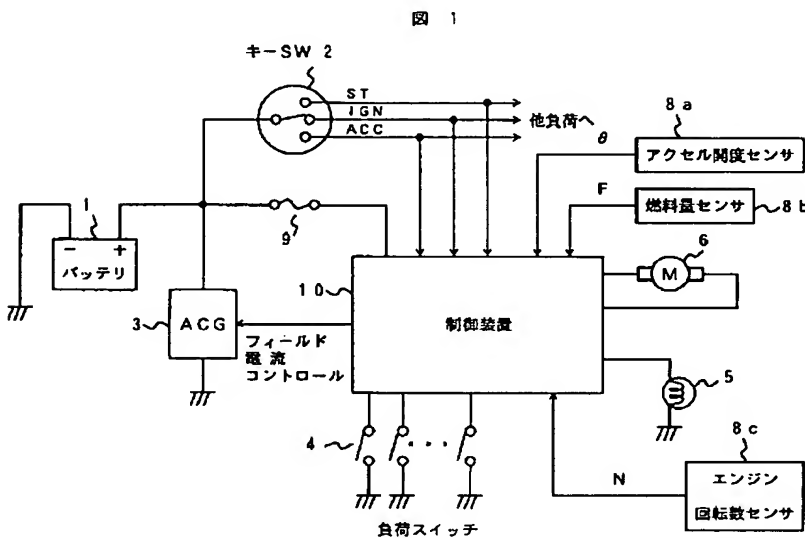 図 1
キーSW 2
ST
IGN
ACC
他負荷へ
8a
θ
アクセル開度センサ
F
燃料量センサ
8b
1
- +
バッテリ
9
6
M
10
制御装置
3
ACG
フィールド
電流
コントロール
5
4
・・・
負荷スイッチ
8c
N
エンジン
回転数センサ